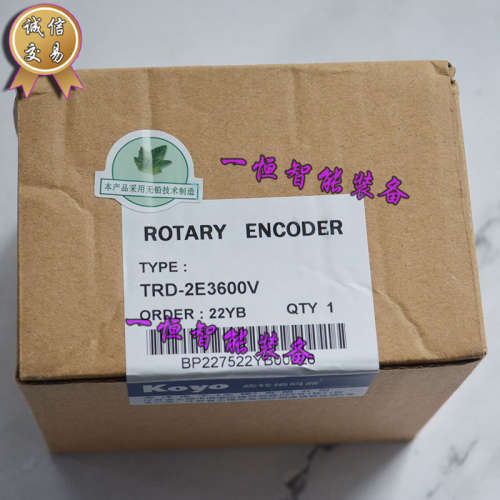 诚信
交易
本产品采用无铅技术制造
一恒智能装备
ROTARY ENCODER
TYPE :
TRD-2E3600V
ORDER : 22YB QTY 1
一恒智能装备
Koyo